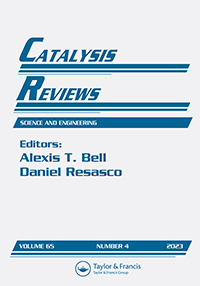 CATALYSIS
REVIEWS
SCIENCE AND ENGINEERING
Editors:
Alexis T. Bell
Daniel Resasco
VOLUME 65 NUMBER 4 2023
Taylor & Francis
Taylor & Francis Group